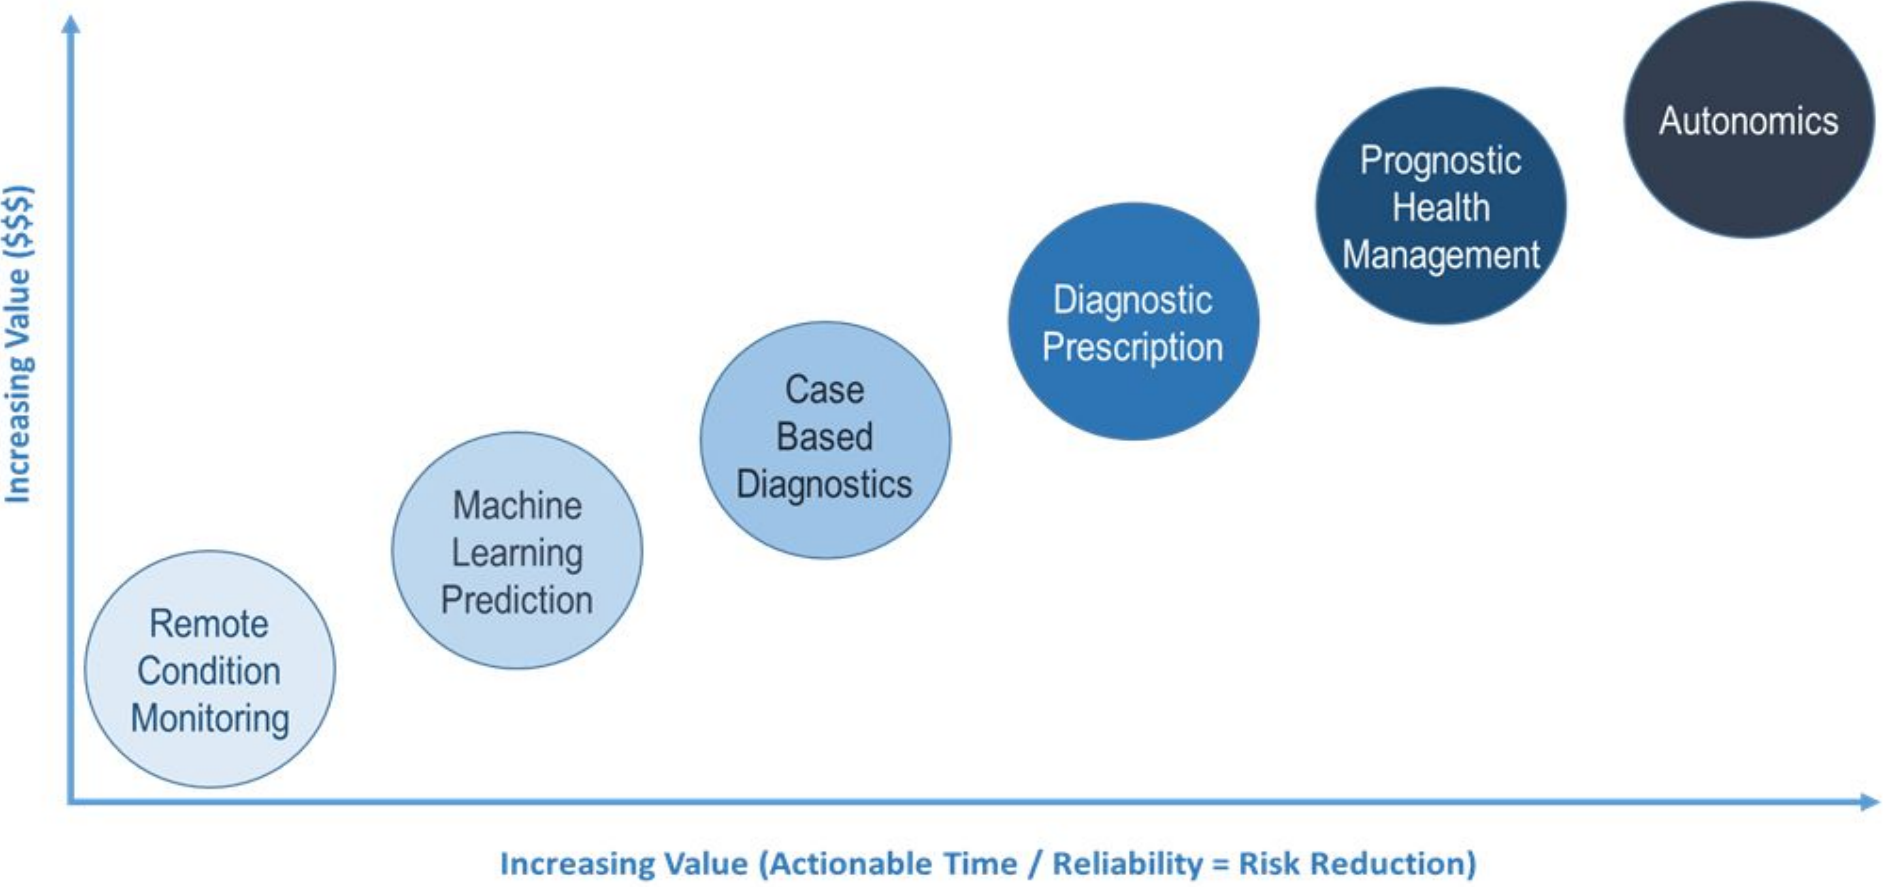 Increasing Value ($$$)
Remote
Condition
Monitoring
Machine
Learning
Prediction
Case
Based
Diagnostics
Diagnostic
Prescription
Prognostic
Health
Management
Autonomics
Increasing Value (Actionable Time / Reliability = Risk Reduction)